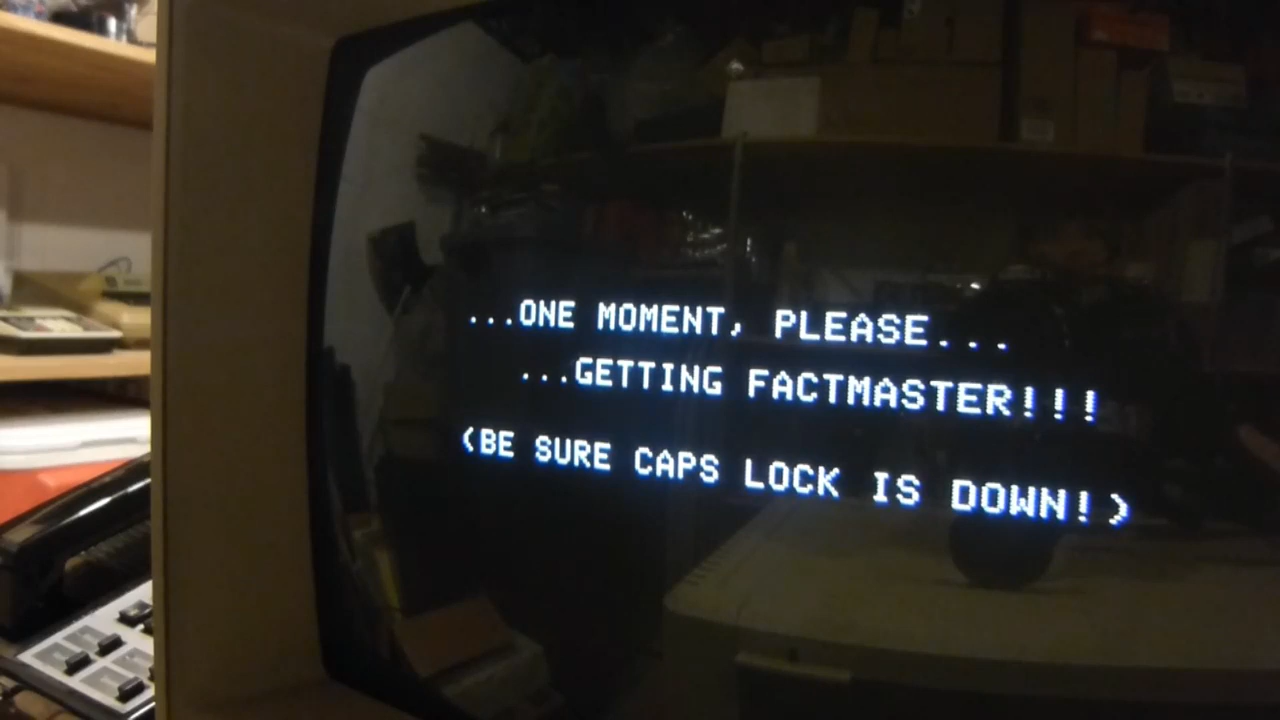 ...ONE MOMENT, PLEASE...
...GETTING FACTMASTER!!!
(BE SURE CAPS LOCK IS DOWN!)